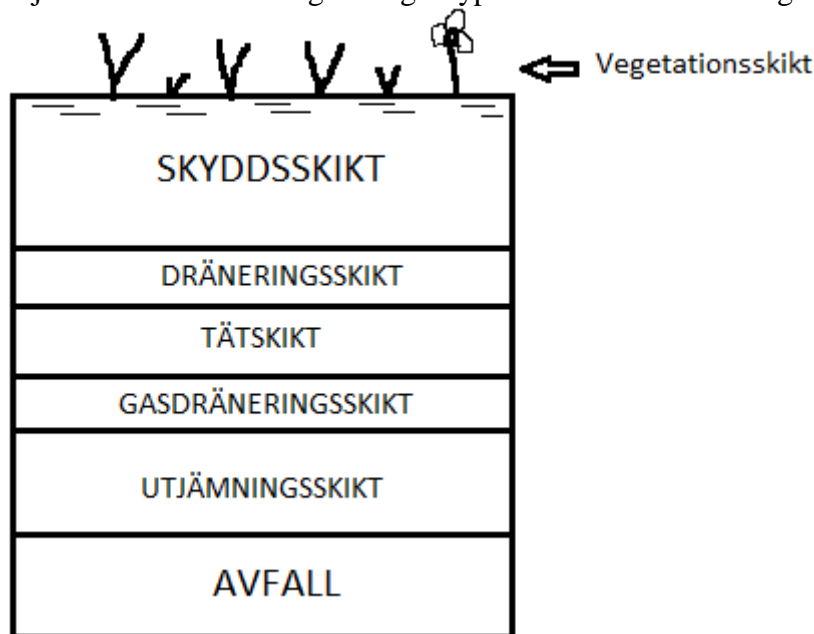 Vegetationsskikt
SKYDDSSKIKT
DRÄNERINGSSKIKT
TÄTSKIKT
GASDRÄNERINGSSKIKT
UTJÄMNINGSSKIKT
AVFALL